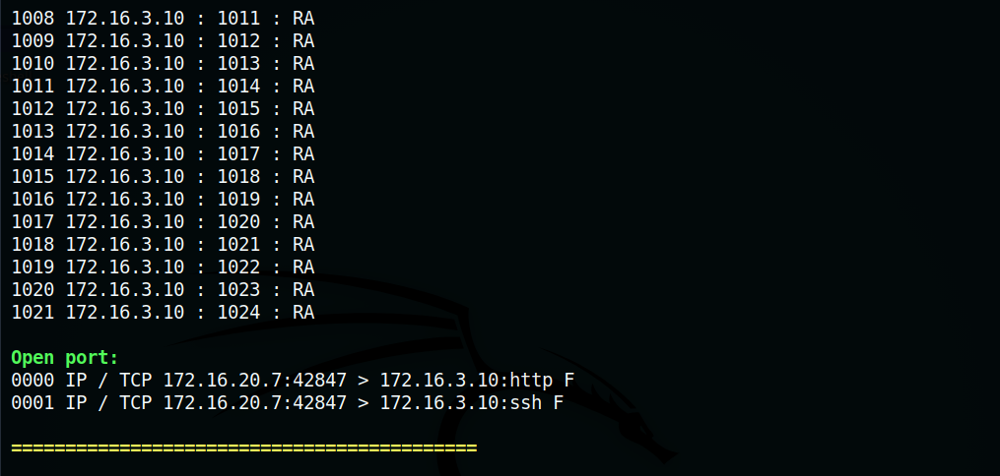 1008 172.16.3.10 : 1011 : RA
1009 172.16.3.10 : 1012 : RA
1010 172.16.3.10 : 1013 : RA
1011 172.16.3.10 : 1014 : RA
1012 172.16.3.10 : 1015 : RA
1013 172.16.3.10 : 1016 : RA
1014 172.16.3.10 : 1017 : RA
1015 172.16.3.10 : 1018 : RA
1016 172.16.3.10 : 1019 : RA
1017 172.16.3.10 : 1020 : RA
1018 172.16.3.10 : 1021 : RA
1019 172.16.3.10 : 1022 : RA
1020 172.16.3.10 : 1023 : RA
1021 172.16.3.10 : 1024 : RA
Open port:
0000 IP / TCP 172.16.20.7:42847 > 172.16.3.10:http F
0001 IP / TCP 172.16.20.7:42847 > 172.16.3.10:ssh F
===========================================